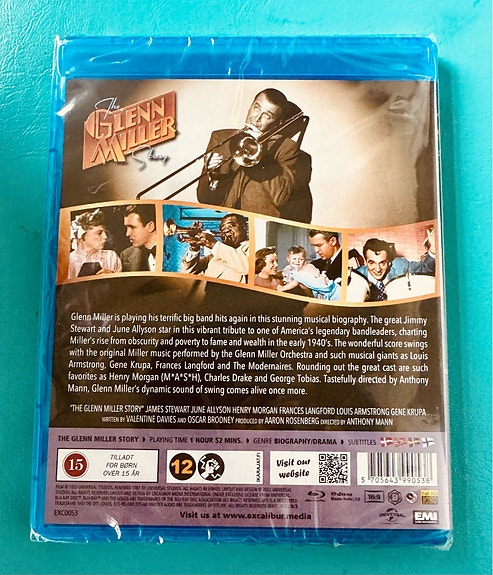 The
GLENN
MILLER
Story
Glenn Miller is playing his terrific big band hits again in this stunning musical biography. The great Jimmy
Stewart and June Allyson star in this vibrant tribute to one of America's legendary bandleaders, charting
Miller's rise from obscurity and poverty to fame and wealth in the early 1940's. The wonderful score swings
with the original Miller music performed by the Glenn Miller Orchestra and such musical giants as Louis
Armstrong, Gene Krupa, Frances Langford and The Modernaires. Rounding out the great cast are such
favorites as Henry Morgan (M*A*S*H), Charles Drake and George Tobias. Tastefully directed by Anthony
Mann, Glenn Miller's dynamic sound of swing comes alive once more.
"THE GLENN MILLER STORY" JAMES STEWART JUNE ALLYSON HENRY MORGAN FRANCES LANGFORD LOUIS ARMSTRONG GENE KRUPA
WRITTEN BY VALENTINE DAVIES AND OSCAR BRODNEY PRODUCED BY AARON ROSENBERG DIRECTED BY ANTHONY MANN
THE GLENN MILLER STORY PLAYING TIME 1 HOUR 52 MINS. GENRE BIOGRAPHY/DRAMA SUBTITLES
15
TILLADT
FOR BØRN
OVER 15 ÅR
12
IKARAJAT.FI
Visit our
website
5 705643 990538
16:9
UNIVERSAL
EMI
EXC0053
Visit us at www.excalibur.media